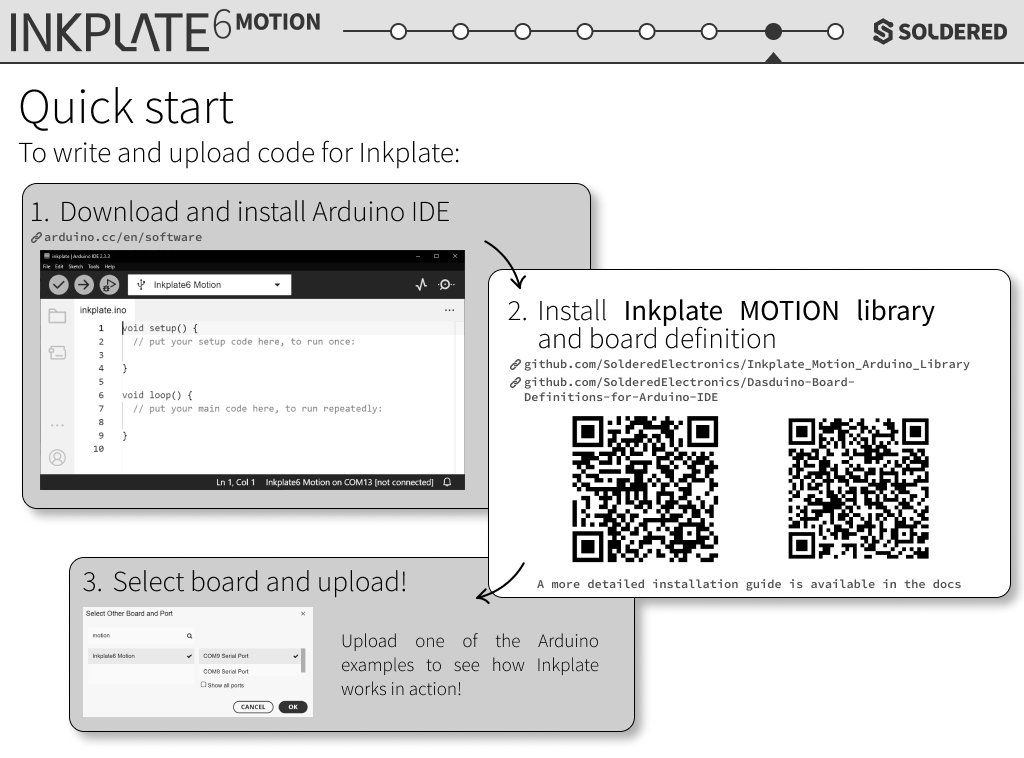 INKPLATE 6 MOTION
SOLDERED
Quick start
To write and upload code for Inkplate:
1. Download and install Arduino IDE
arduino.cc/en/software
inkplate | Arduino IDE 2.3.3
File Edit Sketch Tools Help
Inkplate6 Motion
inkplate.ino
1 void setup() {
2 // put your setup code here, to run once:
3
4 }
5
6 void loop() {
7 // put your main code here, to run repeatedly:
8
9 }
10
Ln 1, Col 1 Inkplate6 Motion on COM13 [not connected]
2. Install Inkplate MOTION library
and board definition
github.com/SolderedElectronics/Inkplate_Motion_Arduino_Library
github.com/SolderedElectronics/Dasduino-Board-
Definitions-for-Arduino-IDE
A more detailed installation guide is available in the docs
3. Select board and upload!
Select Other Board and Port
motion
Inkplate6 Motion
COM9 Serial Port
COM8 Serial Port
Show all ports
CANCEL OK
Upload one of the Arduino
examples to see how Inkplate
works in action!